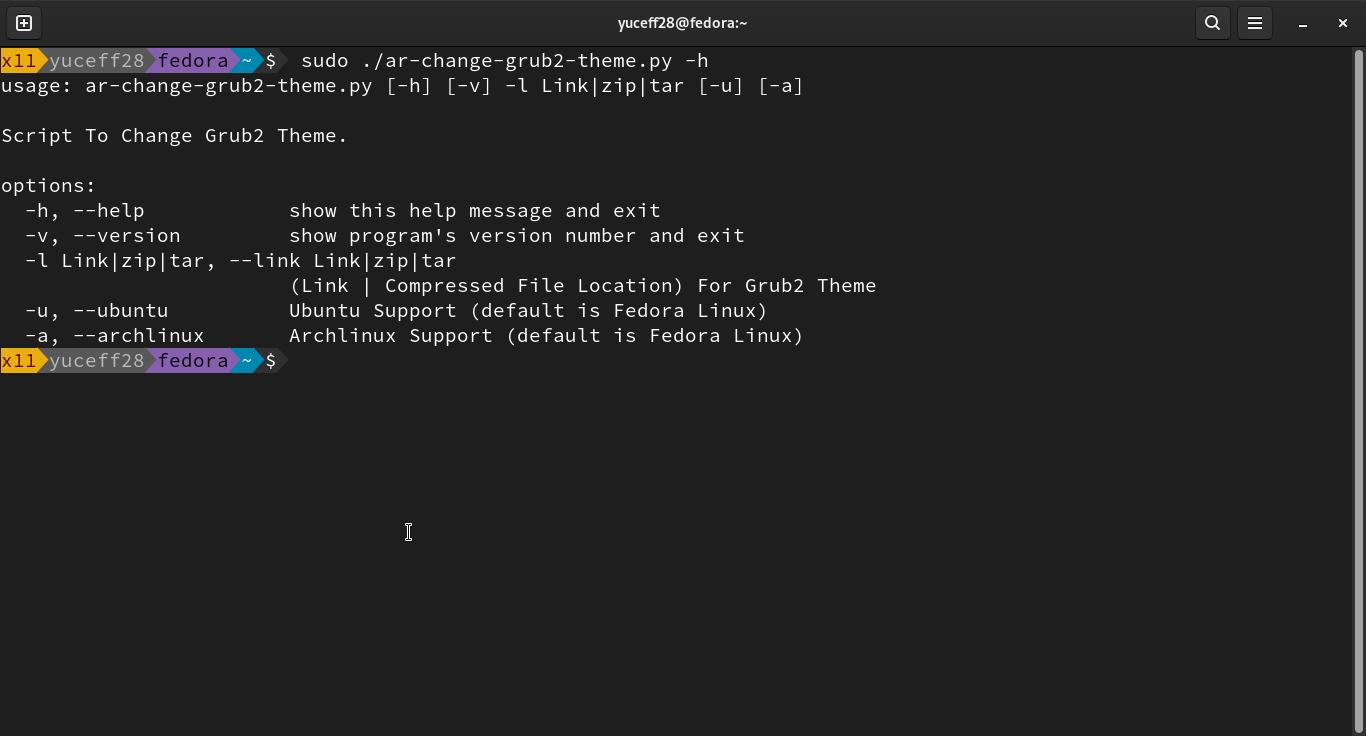 yuceff28@fedora:~
x11 yuceff28 fedora ~ $ sudo ./ar-change-grub2-theme.py -h
usage: ar-change-grub2-theme.py [-h] [-v] -l Link|zip|tar [-u] [-a]
Script To Change Grub2 Theme.
options:
-h, --help show this help message and exit
-v, --version show program's version number and exit
-l Link|zip|tar, --link Link|zip|tar
(Link | Compressed File Location) For Grub2 Theme
-u, --ubuntu Ubuntu Support (default is Fedora Linux)
-a, --archlinux Archlinux Support (default is Fedora Linux)
x11 yuceff28 fedora ~ $